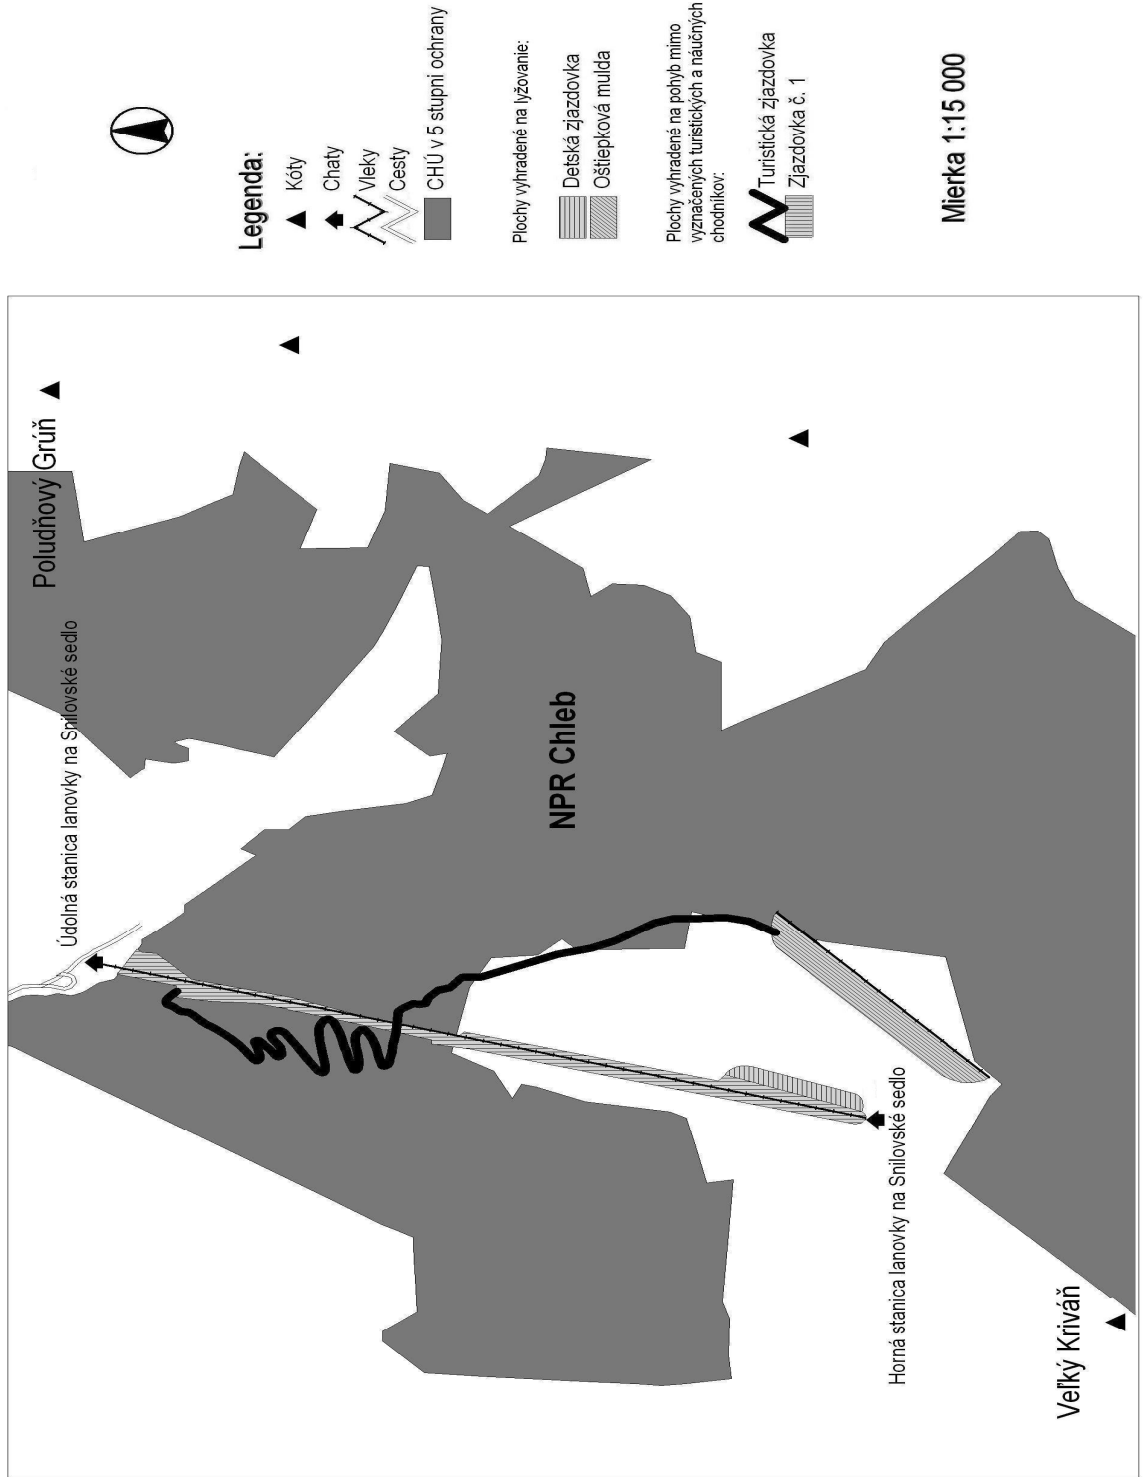 Poludňový Grúň
Údolná stanica lanovky na Snilovské sedlo
NPR Chleb
Horná stanica lanovky na Snilovské sedlo
Veľký Kriváň
Legenda:
Kóty
Chaty
Vleky
Cesty
CHÚ v 5 stupni ochrany
Plochy vyhradené na lyžovanie:
Detská zjazdovka
Oštiepková mulda
Plochy vyhradené na pohyb mimo
vyznačených turistických a náučných
chodníkov:
Turistická zjazdovka
Zjazdovka č. 1
Mierka 1:15 000